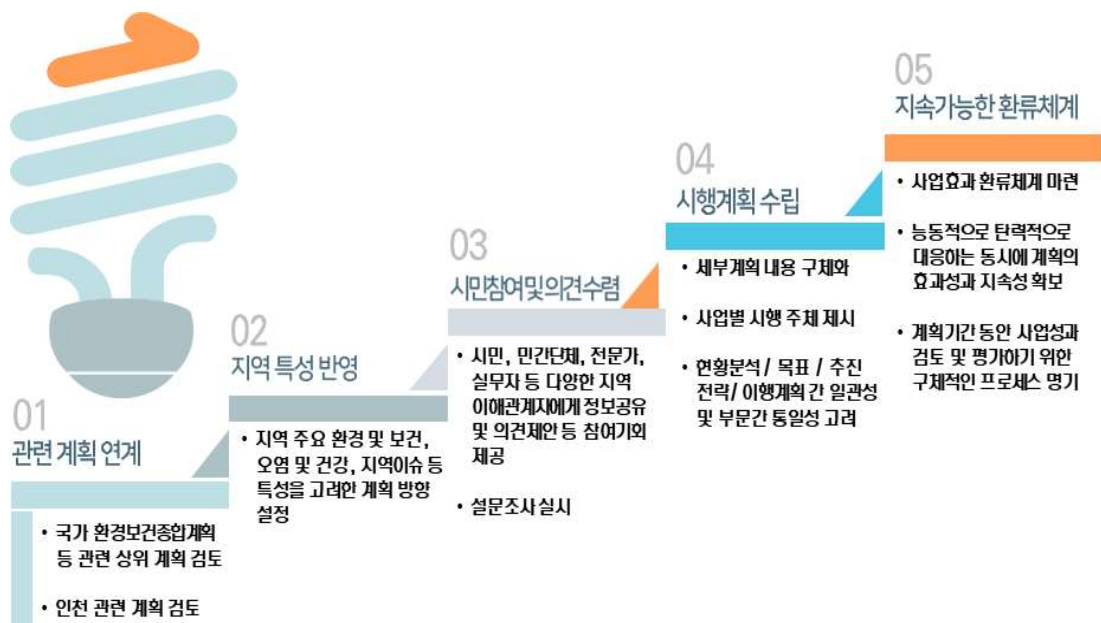 01
관련 계획 연계
• 국가 환경보건종합계획
등 관련 상위 계획 검토
• 인천 관련 계획 검토
02
지역 특성 반영
• 지역 주요 환경 및 보건,
오염 및 건강, 지역이슈 등
특성을 고려한 계획 방향
설정
03
시민참여 및 의견수렴
• 시민, 민간단체, 전문가,
실무자 등 다양한 지역
이해관계자에게 정보공유
및 의견제안 등 참여기회
제공
• 설문조사 실시
04
시행계획 수립
• 세부계획 내용 구체화
• 사업별 시행 주체 제시
• 현황분석 / 목표 / 추진
전략 / 이행계획 간 일관성
및 부문간 통일성 고려
05
지속가능한 환류체계
• 사업효과 환류체계 마련
• 능동적으로 탄력적으로
대응하는 동시에 계획의
효과성과 지속성 확보
• 계획기간 동안 사업성과
검토 및 평가하기 위한
구체적인 프로세스 명기